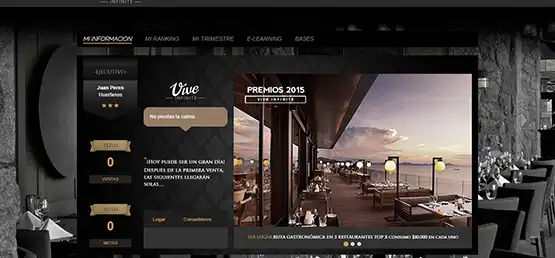 INFINITE
MI INFORMACIÓN
MI RANKING
MI TRIMESTRE
E-LEARNING
BASES
EJECUTIVO
Juan Peres
Huerfanos
Vive
INFINITE
No pierdas la calma
TOTAL
0
VENTAS
¡HOY PUEDE SER UN GRAN DÍA!
DESPUÉS DE LA PRIMERA VENTA,
LAS SIGUIENTES LLEGARÁN
SOLAS....
TOTAL
0
METAS
Lugar
Competidores
PREMIOS 2015
VIVE INFINITE
1ER LUGAR RUTA GASTRONÓMICA EN 3 RESTAURANTES TOP X CONSUMO $80.000 EN CADA UNO